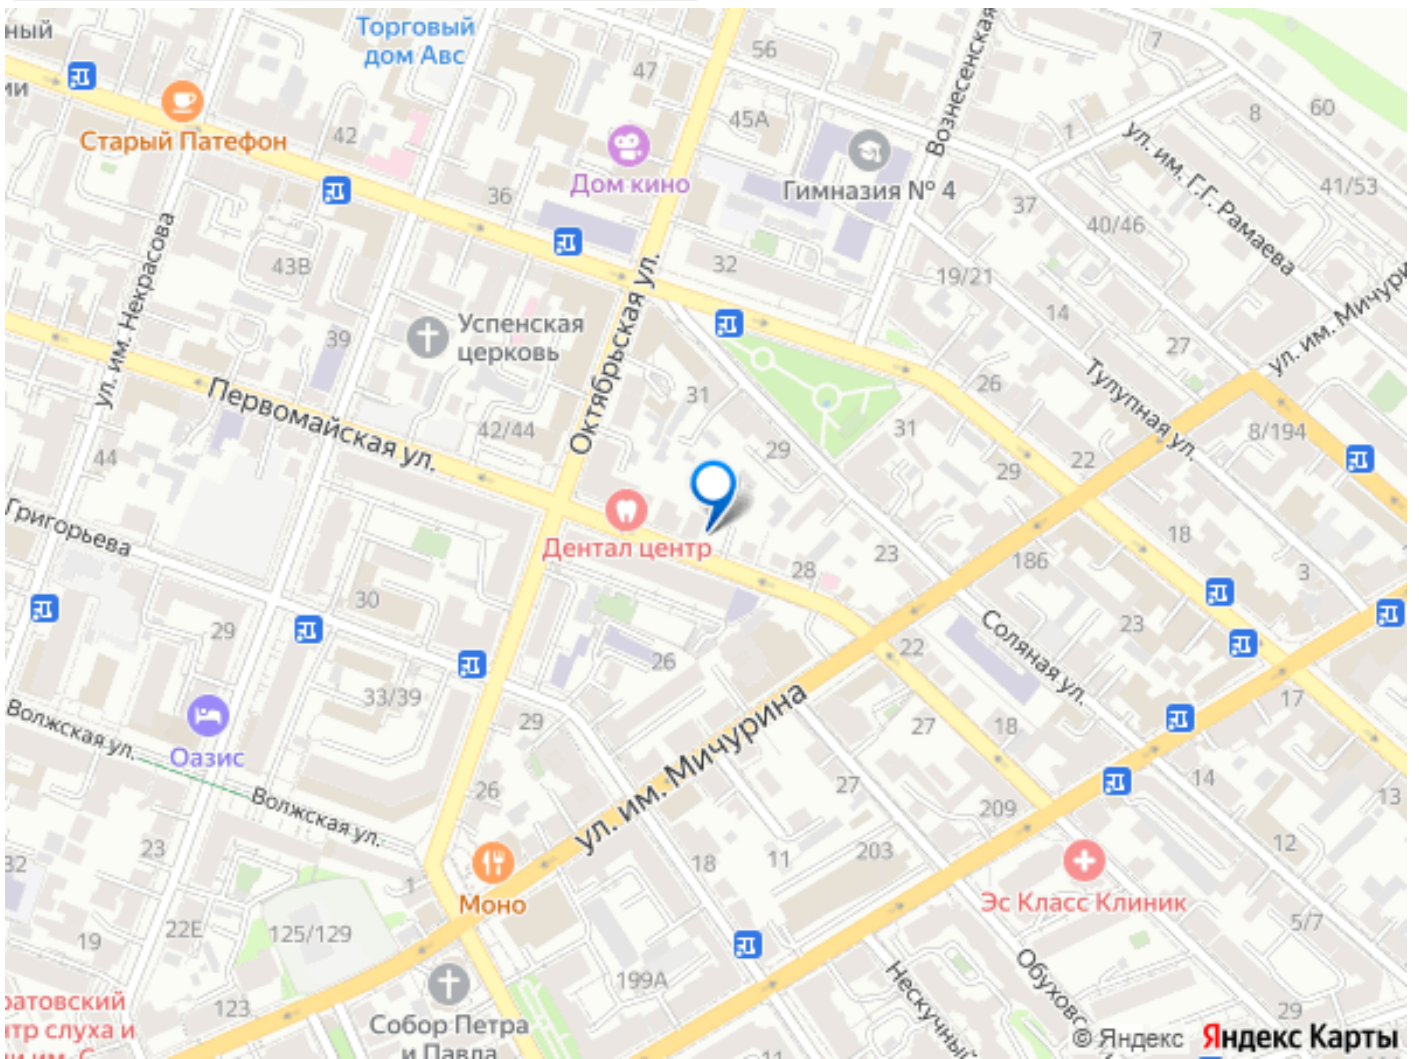 ный
Торговый
дом Авс
56
7
47
Вознесенская
60
8
ии
45А
1
ул. им. Г.Г. Рамаева
Старый Патефон
42
Дом кино
Гимназия № 4
41/53
36
37
40/46
ул. им. Некрасова
43В
32
19/21
ул. им. Мичури
Октябрьская ул.
14
Успенская
церковь
39
27
Тулупная ул.
26
Первомайская ул.
31
42/44
31
8/194
44
29
29
22
Григорьева
Дентал центр
18
23
186
28
3
30
29
Соляная ул.
23
22
26
33/39
17
Волжская ул.
29
27
18
Оазис
ул. им. Мичурина
27
14
26
13
Волжская ул.
209
12
23
32
18
11
203
1
Моно
Эс Класс Клиник
22Е
125/129
5/7
19
199А
Обуховс
Нескучный
123
29
ратовский
нтр слуха и
Собор Петра
и Павла
© Яндекс Яндекс Карты